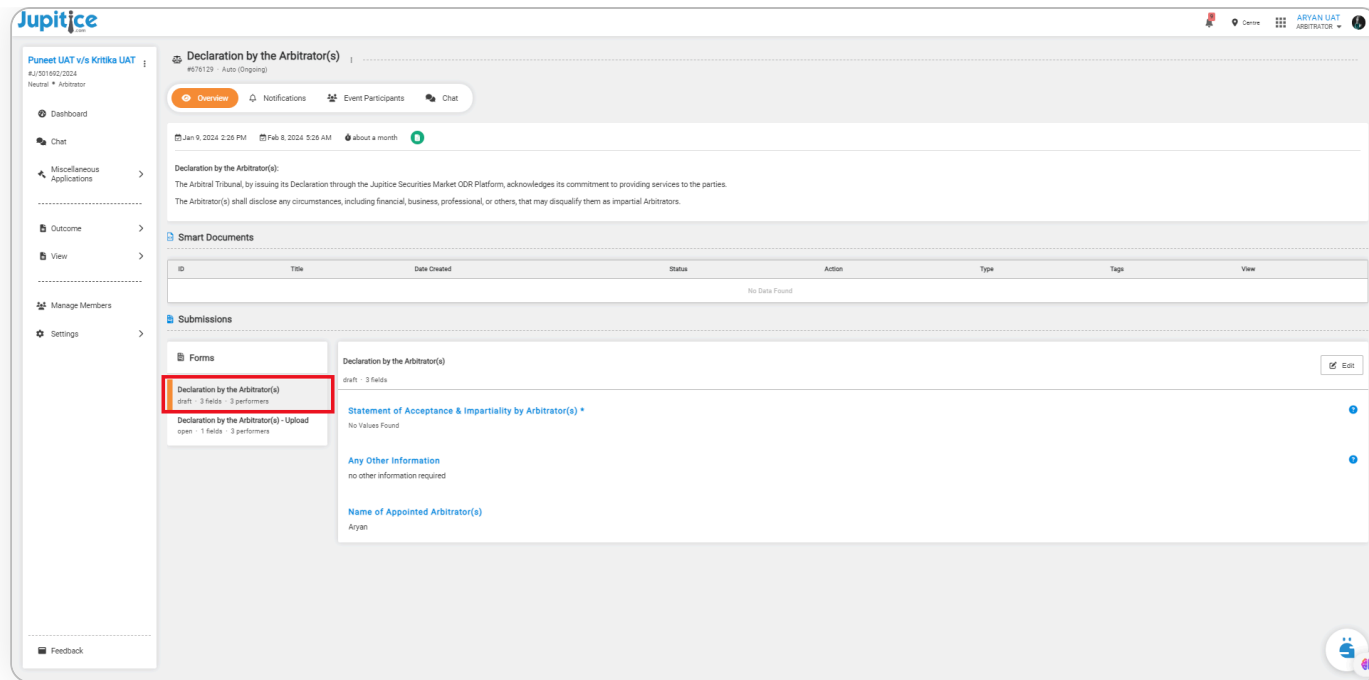 Jupitice
.com
Centre
ARYAN UAT
ARBITRATOR
Puneet UAT v/s Kritika UAT
#J/501692/2024
Neutral * Arbitrator
Dashboard
Chat
Miscellaneous
Applications
Outcome
View
Manage Members
Settings
Feedback
Declaration by the Arbitrator(s)
#676129 · Auto (Ongoing)
Overview
Notifications
Event Participants
Chat
Jan 9, 2024 2:26 PM
Feb 8, 2024 5:26 AM
about a month
Declaration by the Arbitrator(s):
The Arbitral Tribunal, by issuing its Declaration through the Jupitice Securities Market ODR Platform, acknowledges its commitment to providing services to the parties.
The Arbitrator(s) shall disclose any circumstances, including financial, business, professional, or others, that may disqualify them as impartial Arbitrators.
Smart Documents
ID Title Date Created Status Action Type Tags View
No Data Found
Submissions
Forms
Declaration by the Arbitrator(s)
draft · 3 fields · 3 performers
Declaration by the Arbitrator(s) - Upload
open · 1 fields · 3 performers
Declaration by the Arbitrator(s)
draft · 3 fields
Edit
Statement of Acceptance & Impartiality by Arbitrator(s) *
No Values Found
Any Other Information
no other information required
Name of Appointed Arbitrator(s)
Aryan